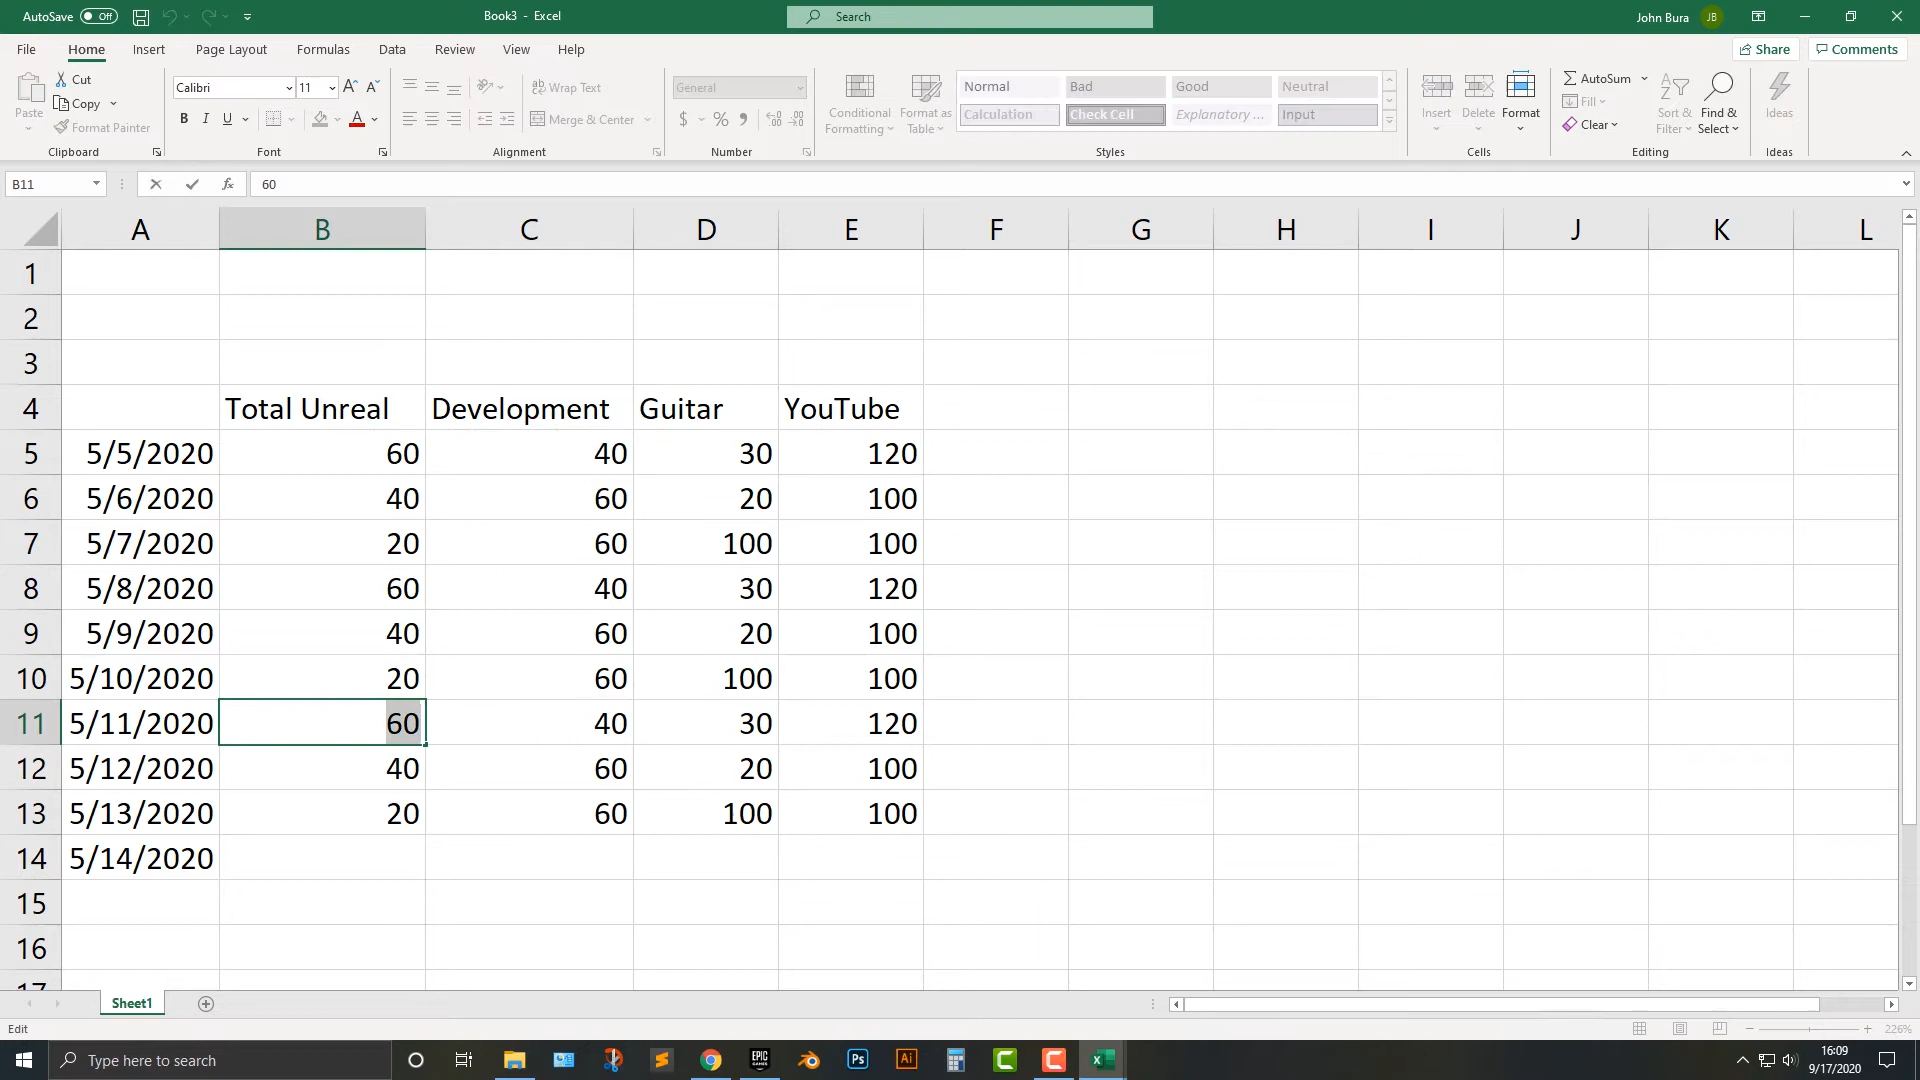 AutoSave Off Book3 - Excel Search John Bura JB
File Home Insert Page Layout Formulas Data Review View Help Share Comments
Paste Cut Copy Format Painter Clipboard
Calibri 11 A A B I U A Font
ab Wrap Text Merge & Center Alignment
General $ % Number
Conditional Formatting Format as Table
Normal Bad Good Neutral
Calculation Check Cell Explanatory ... Input
Styles
Insert Delete Format Cells
AutoSum Fill Clear Sort & Filter Find & Select Editing
Ideas Ideas
B11 fx 60
A B C D E F G H I J K L
1
2
3
4 Total Unreal Development Guitar YouTube
5 5/5/2020 60 40 30 120
6 5/6/2020 40 60 20 100
7 5/7/2020 20 60 100 100
8 5/8/2020 60 40 30 120
9 5/9/2020 40 60 20 100
10 5/10/2020 20 60 100 100
11 5/11/2020 60 40 30 120
12 5/12/2020 40 60 20 100
13 5/13/2020 20 60 100 100
14 5/14/2020
15
16
17
Sheet1
Edit 226%
Type here to search EPIC GAMES Ps Ai C C X 16:09
9/17/2020